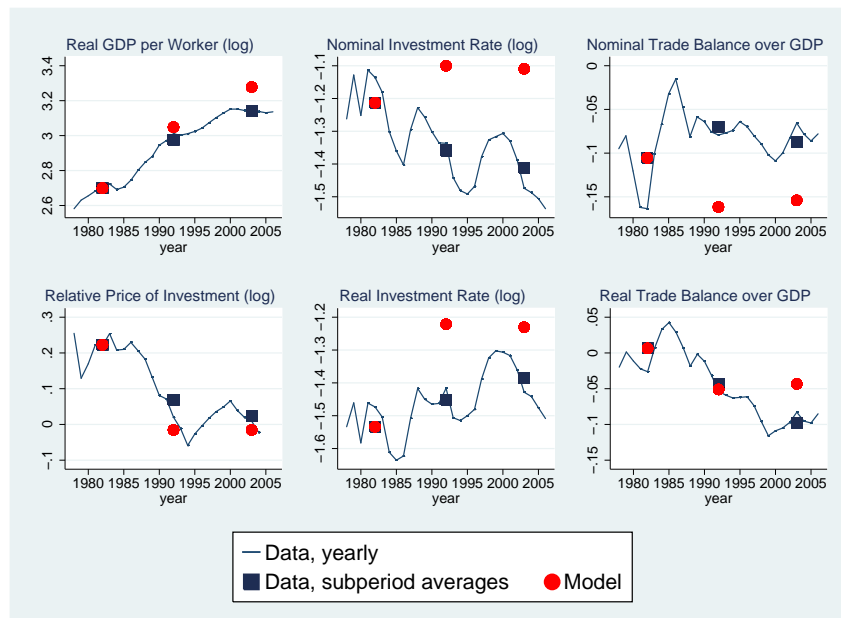 Real GDP per Worker (log)
3.4
3.2
3
2.8
2.6
1980 1985 1990 1995 2000 2005
year
Nominal Investment Rate (log)
−1.1
−1.2
−1.3
−1.4
−1.5
1980 1985 1990 1995 2000 2005
year
Nominal Trade Balance over GDP
0
−.05
−.1
−.15
1980 1985 1990 1995 2000 2005
year
Relative Price of Investment (log)
.3
.2
.1
0
−.1
1980 1985 1990 1995 2000 2005
year
Real Investment Rate (log)
−1.2
−1.3
−1.4
−1.5
−1.6
1980 1985 1990 1995 2000 2005
year
Real Trade Balance over GDP
.05
0
−.05
−.1
−.15
1980 1985 1990 1995 2000 2005
year
Data, yearly
Data, subperiod averages Model